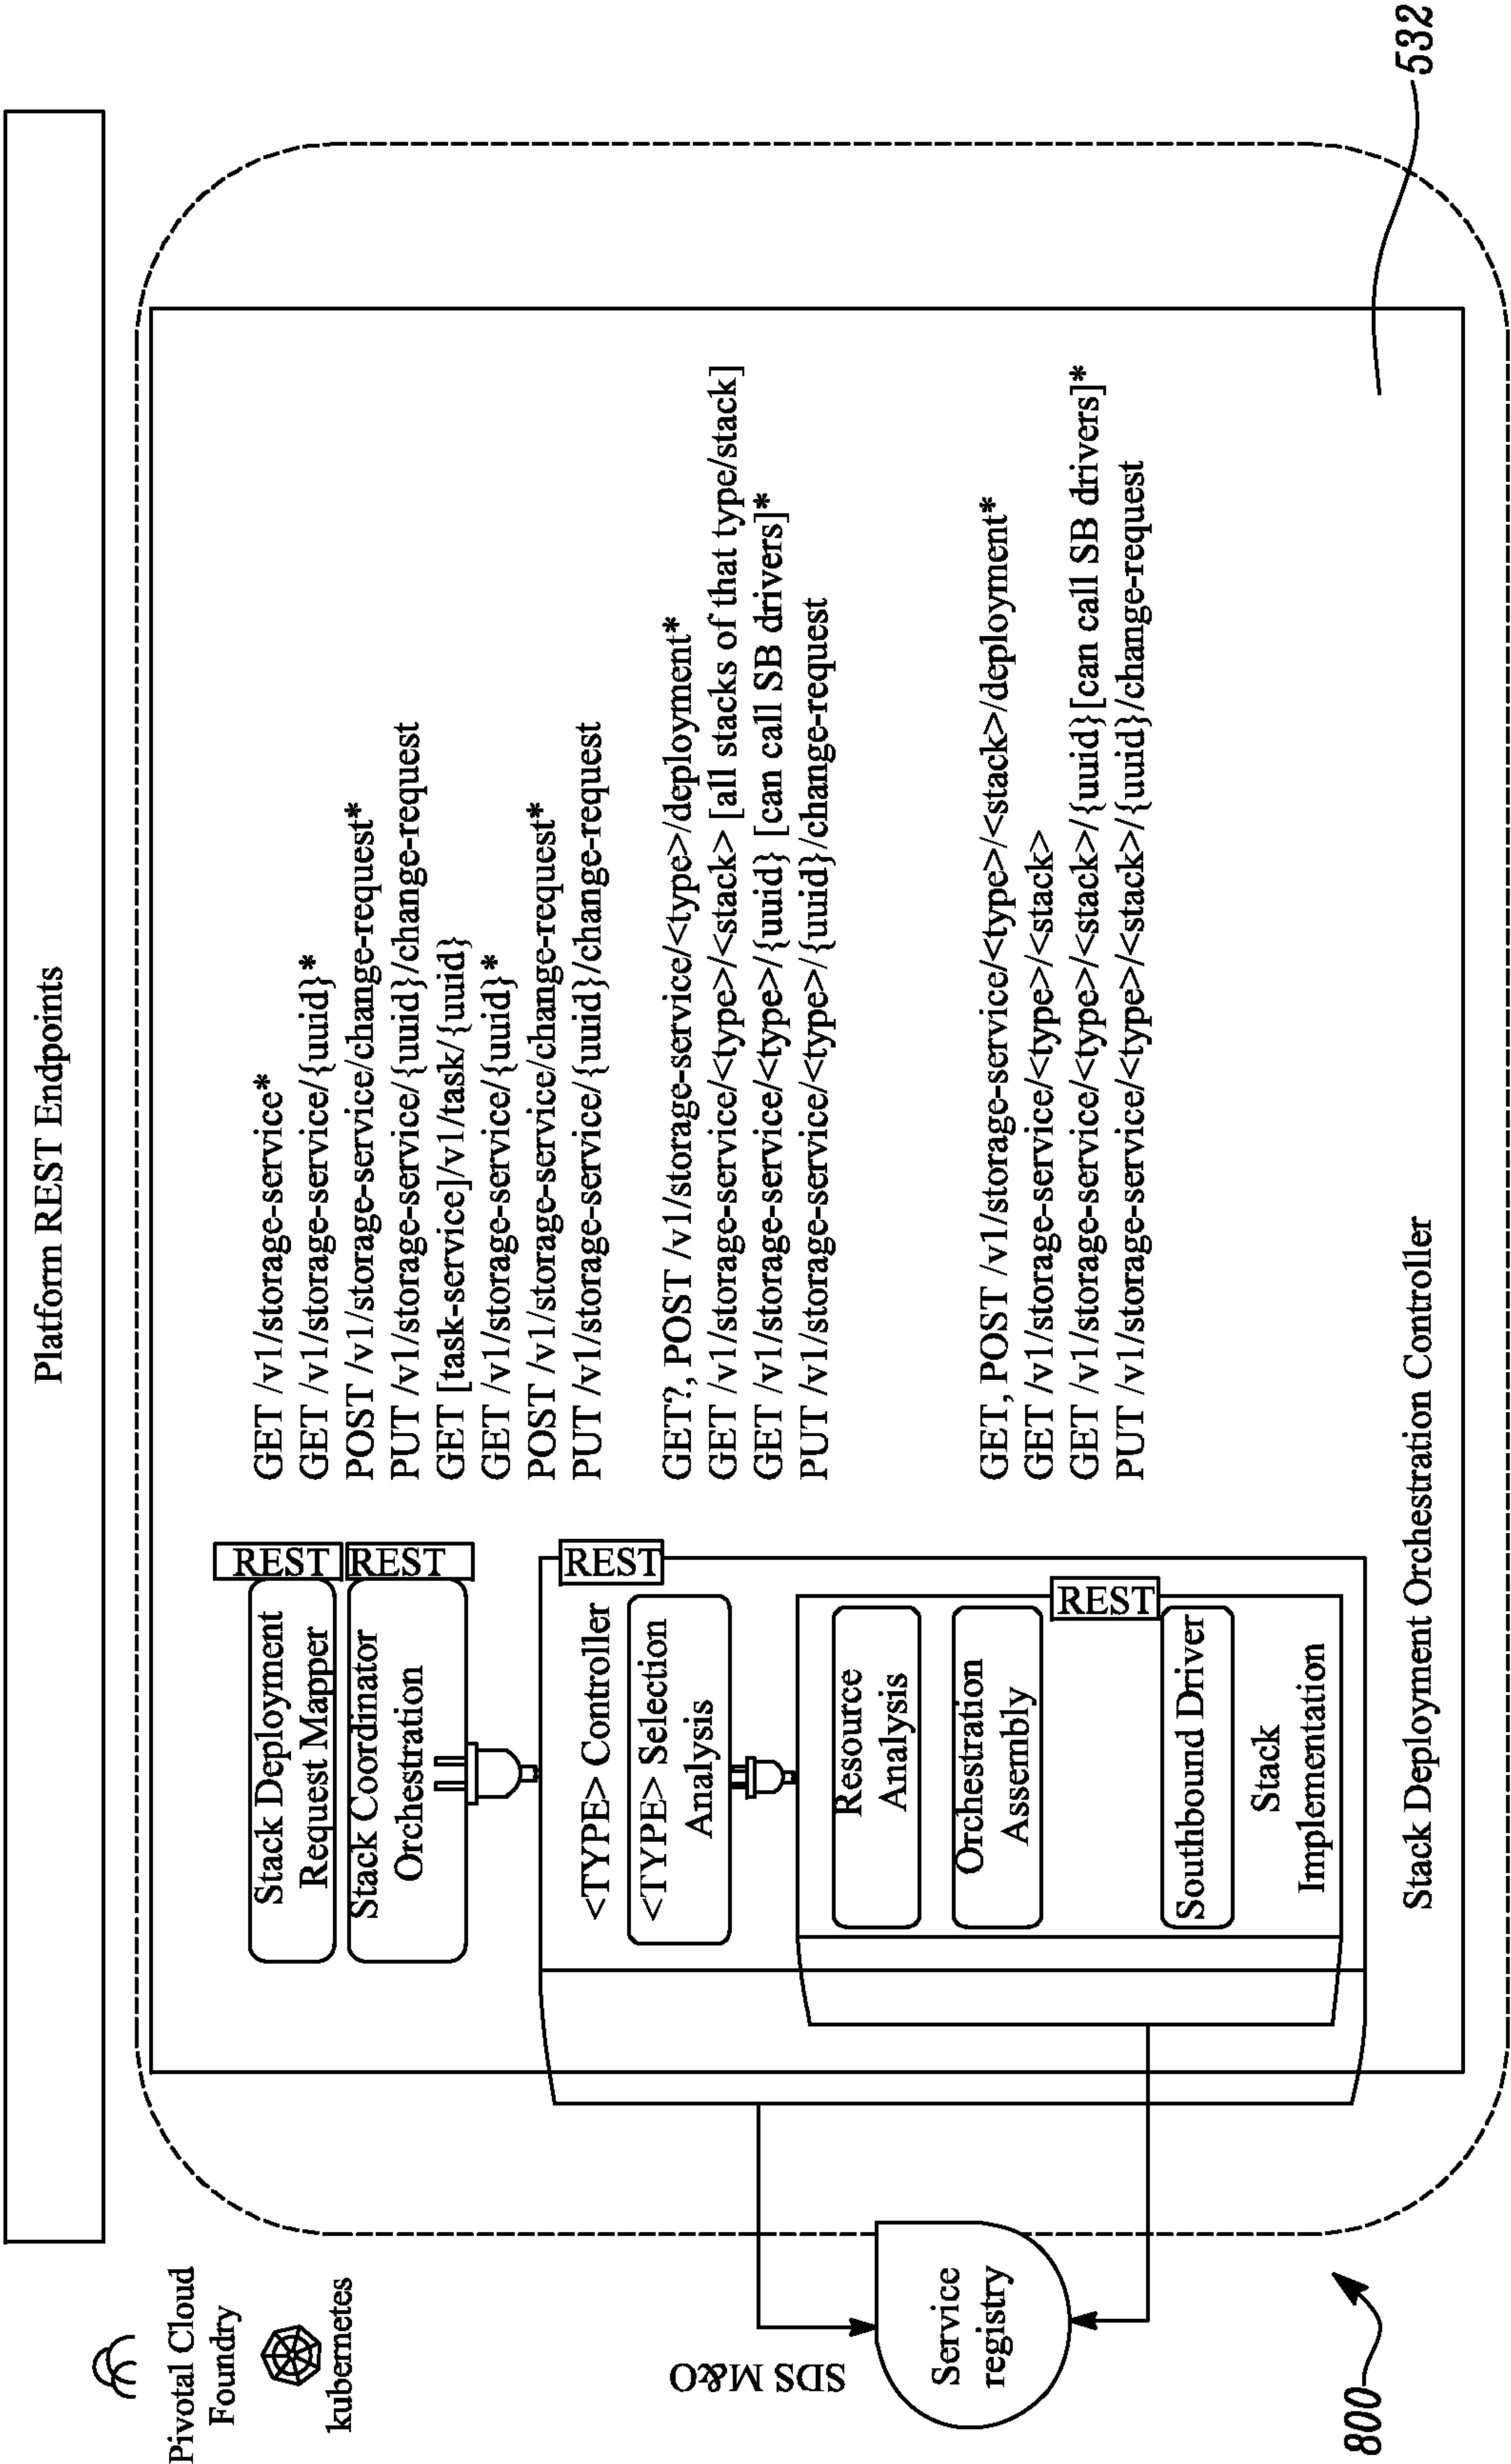 Platform REST Endpoints
Pivotal Cloud
Foundry
kubernetes
SDS M&O
Service
registry
Stack Deployment
Request Mapper
REST
Stack Coordinator
Orchestration
REST
<TYPE> Controller
REST
<TYPE> Selection
Analysis
Resource
Analysis
Orchestration
Assembly
REST
Southbound Driver
Stack
Implementation
GET /v1/storage-service*
GET /v1/storage-service/{uuid}*
POST /v1/storage-service/change-request*
PUT /v1/storage-service/{uuid}/change-request
GET [task-service]/v1/task/{uuid}
GET /v1/storage-service/{uuid}*
POST /v1/storage-service/change-request*
PUT /v1/storage-service/{uuid}/change-request
GET?, POST /v1/storage-service/<type>/deployment*
GET /v1/storage-service/<type>/<stack> [all stacks of that type/stack]
GET /v1/storage-service/<type>/{uuid} [can call SB drivers]*
PUT /v1/storage-service/<type>/{uuid}/change-request
GET, POST /v1/storage-service/<type>/<stack>/deployment*
GET /v1/storage-service/<type>/<stack>
GET /v1/storage-service/<type>/<stack>/{uuid}[can call SB drivers]*
PUT /v1/storage-service/<type>/<stack>/{uuid}/change-request
Stack Deployment Orchestration Controller
532
800